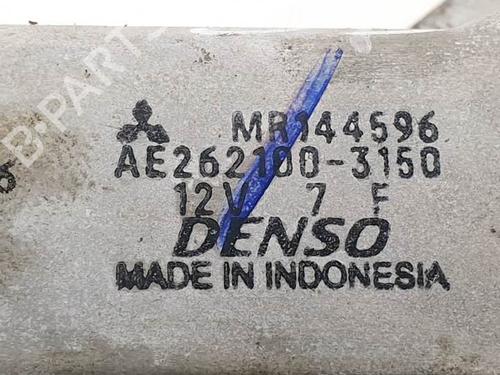 MR144596
AE262100-3150
12V 7 F
DENSO
MADE IN INDONESIA
B-PART